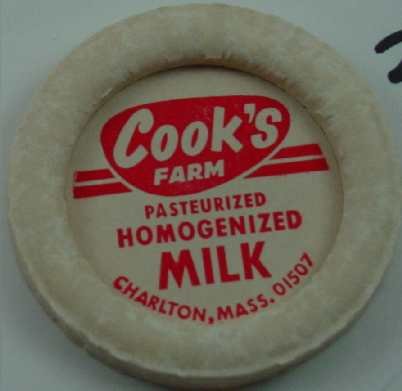 Cook's
FARM
PASTEURIZED
HOMOGENIZED
MILK
CHARLTON, MASS. 01507